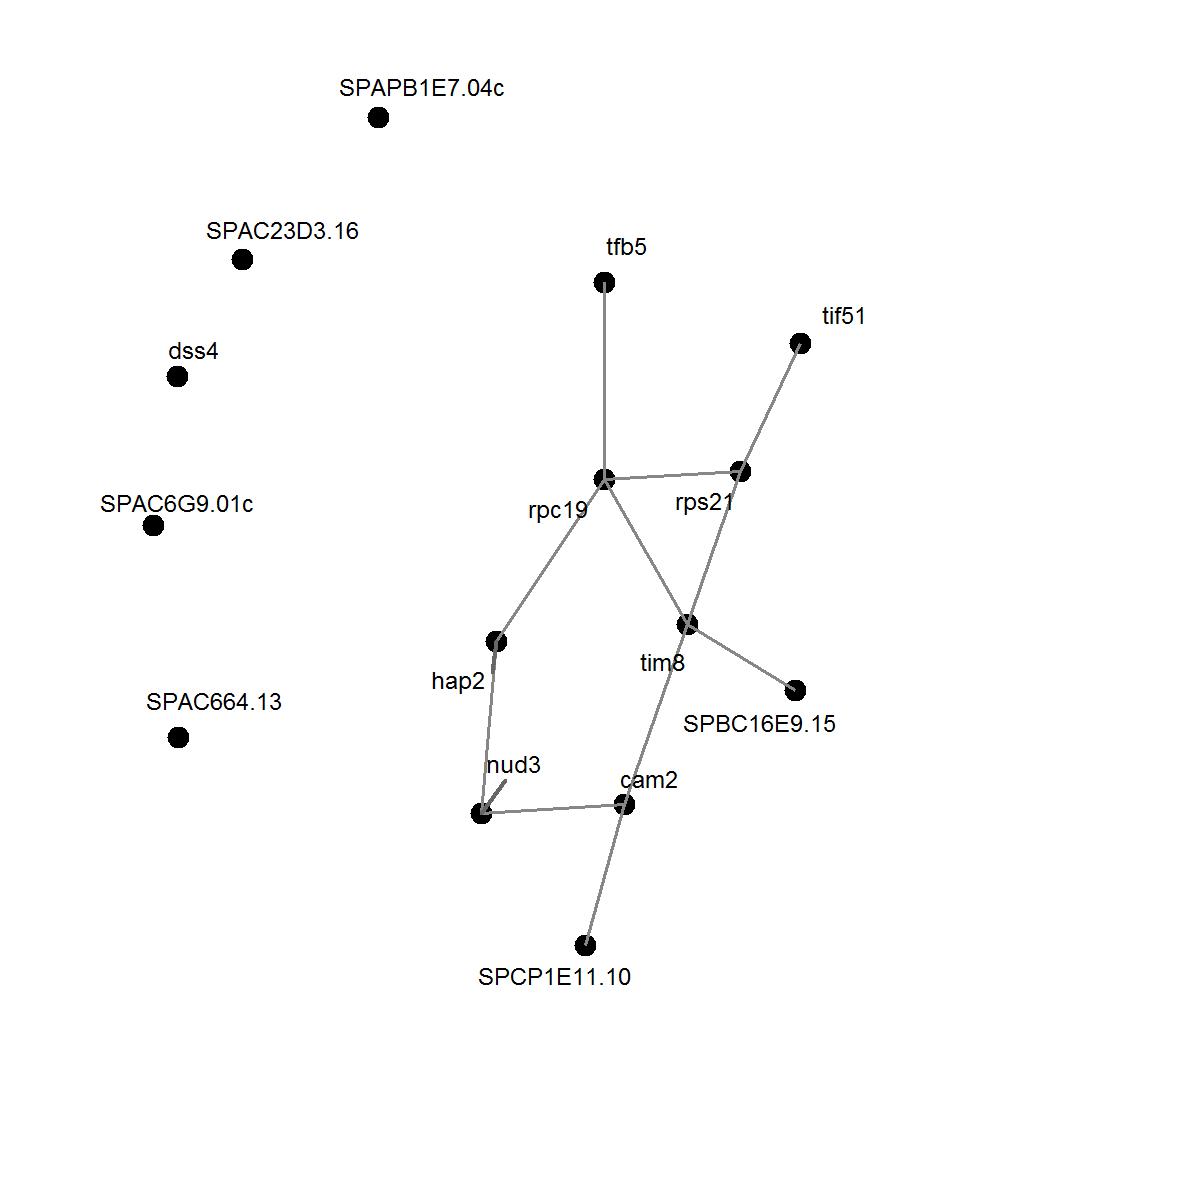 SPAPB1E7.04c
SPAC23D3.16
tfb5
tif51
dss4
SPAC6G9.01c
rps21
rpc19
tim8
hap2
SPAC664.13
SPBC16E9.15
nud3
cam2
SPCP1E11.10